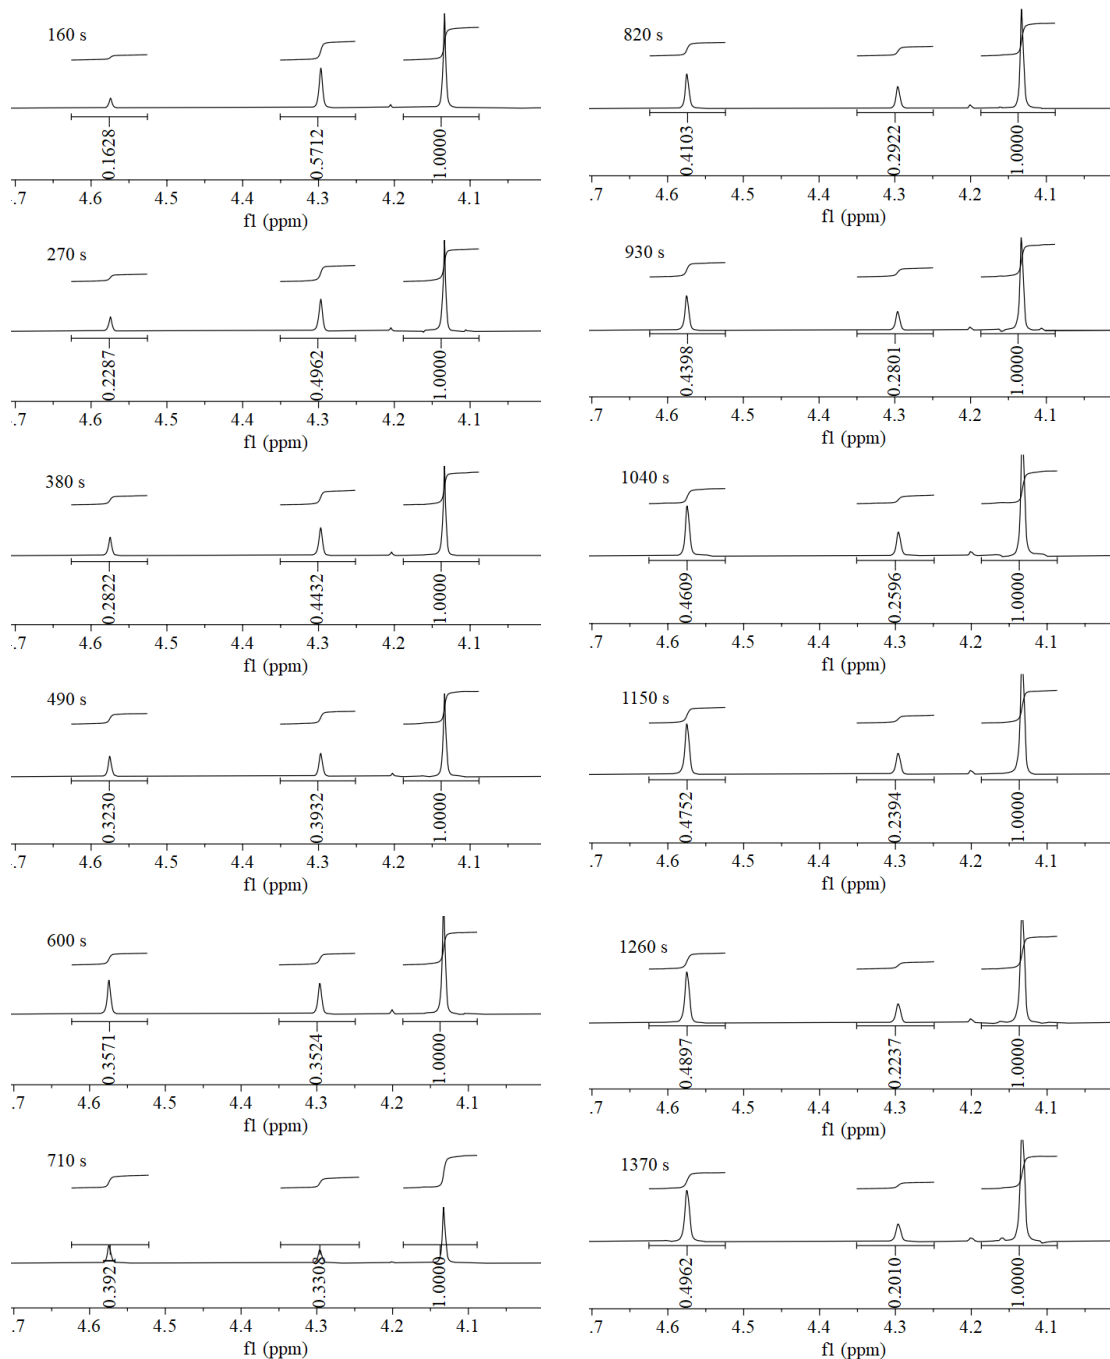 160 s
0.1628
0.5712
1.0000
.7 4.6 4.5 4.4 4.3 4.2 4.1
f1 (ppm)
270 s
0.2287
0.4962
1.0000
.7 4.6 4.5 4.4 4.3 4.2 4.1
f1 (ppm)
380 s
0.2822
0.4432
1.0000
.7 4.6 4.5 4.4 4.3 4.2 4.1
f1 (ppm)
490 s
0.3230
0.3932
1.0000
.7 4.6 4.5 4.4 4.3 4.2 4.1
f1 (ppm)
600 s
0.3571
0.3524
1.0000
.7 4.6 4.5 4.4 4.3 4.2 4.1
f1 (ppm)
710 s
0.3921
0.3308
1.0000
.7 4.6 4.5 4.4 4.3 4.2 4.1
f1 (ppm)
820 s
0.4103
0.2922
1.0000
.7 4.6 4.5 4.4 4.3 4.2 4.1
f1 (ppm)
930 s
0.4398
0.2801
1.0000
.7 4.6 4.5 4.4 4.3 4.2 4.1
f1 (ppm)
1040 s
0.4609
0.2596
1.0000
.7 4.6 4.5 4.4 4.3 4.2 4.1
f1 (ppm)
1150 s
0.4752
0.2394
1.0000
.7 4.6 4.5 4.4 4.3 4.2 4.1
f1 (ppm)
1260 s
0.4897
0.2237
1.0000
.7 4.6 4.5 4.4 4.3 4.2 4.1
f1 (ppm)
1370 s
0.4962
0.2010
1.0000
.7 4.6 4.5 4.4 4.3 4.2 4.1
f1 (ppm)